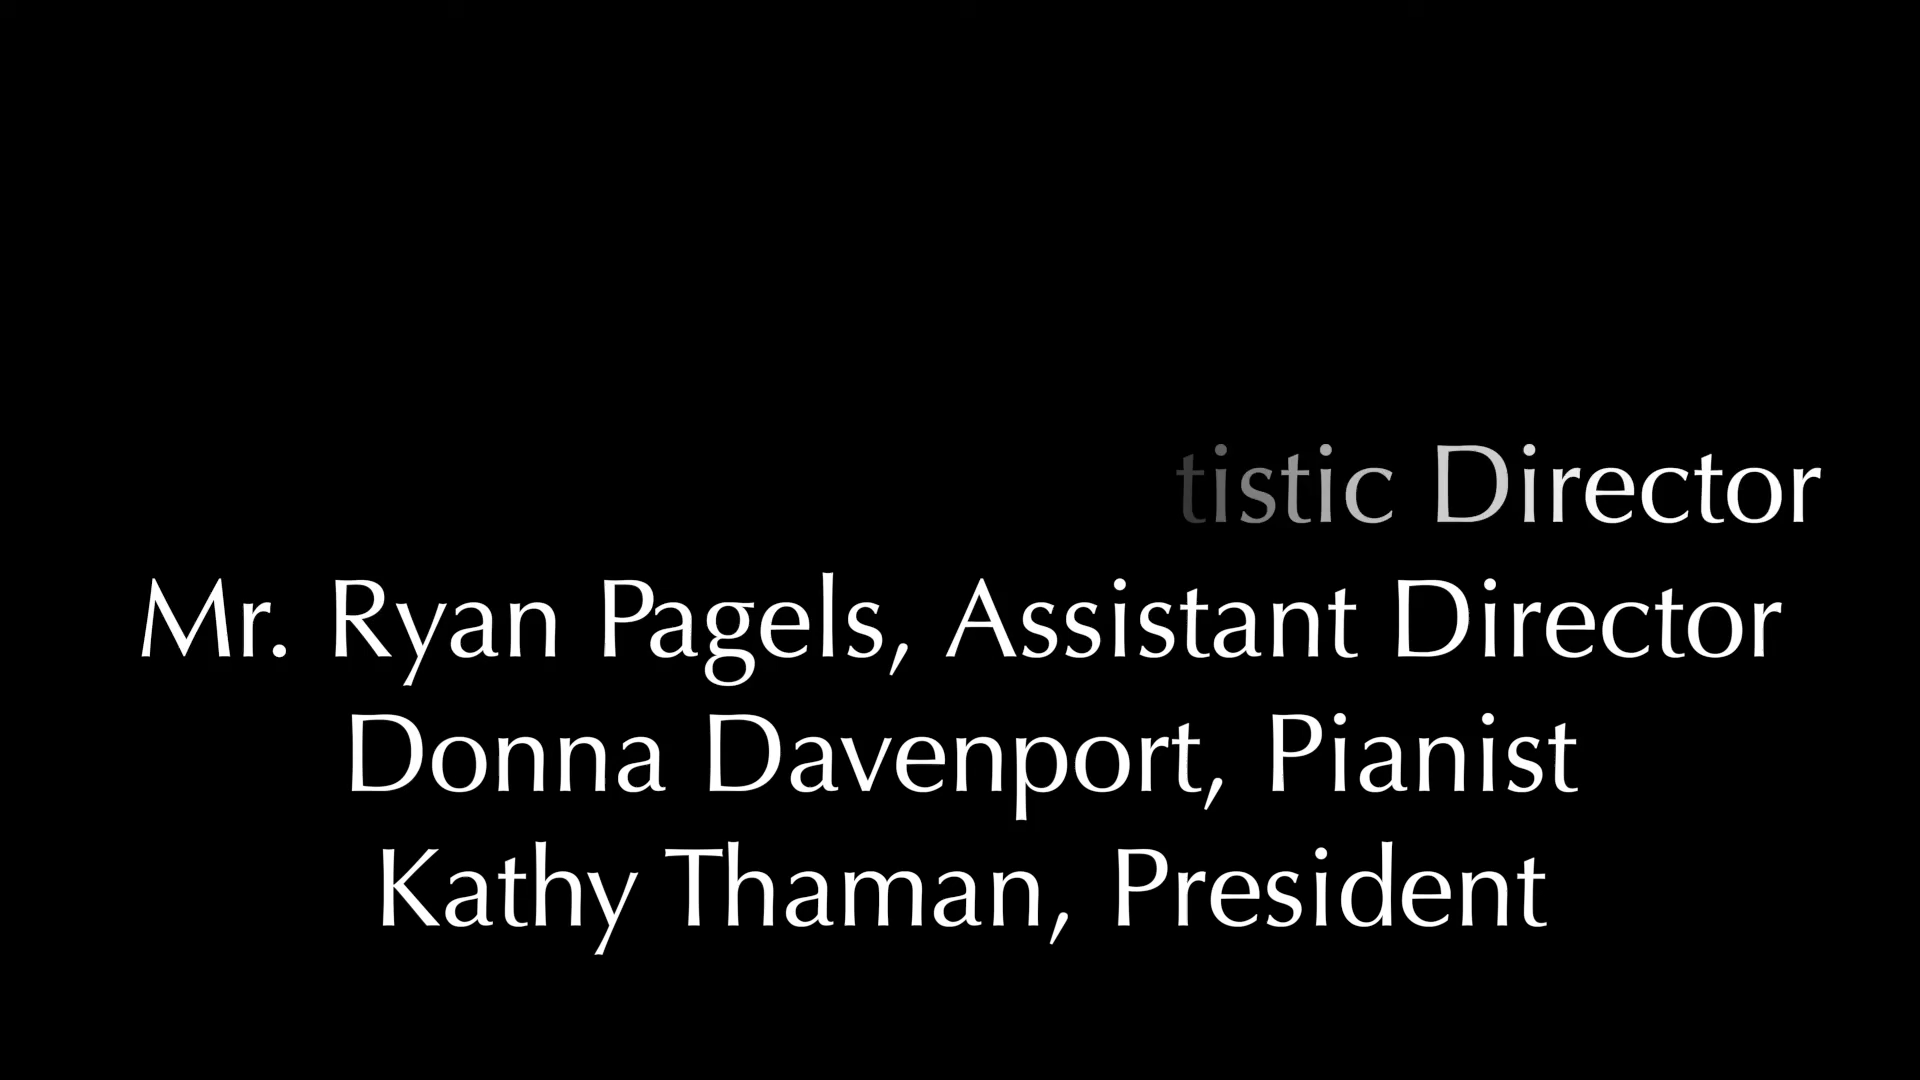 tistic Director
Mr. Ryan Pagels, Assistant Director
Donna Davenport, Pianist
Kathy Thaman, President